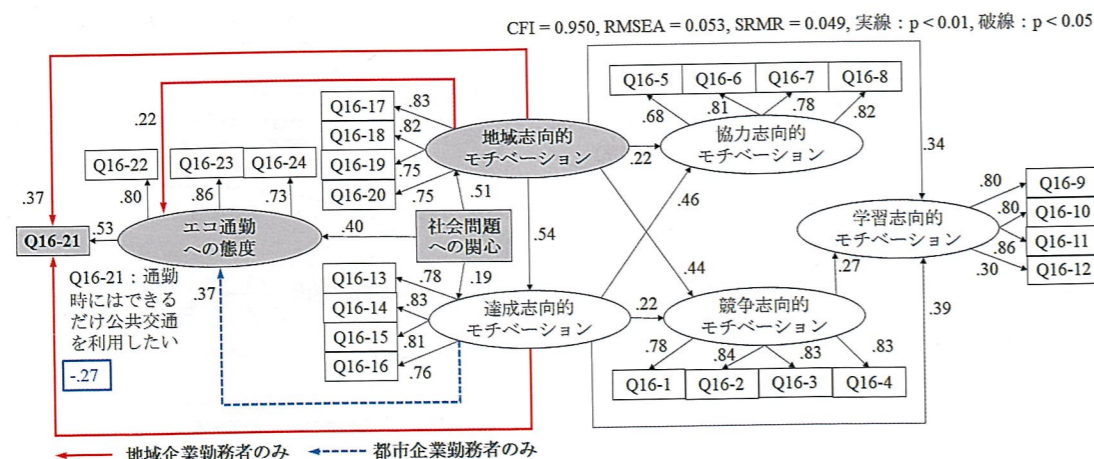 CFI = 0.950, RMSEA = 0.053, SRMR = 0.049, 実線：p < 0.01, 破線：p < 0.05
Q16-5 Q16-6 Q16-7 Q16-8
.68 .81 .78 .82
協力志向的
モチベーション
Q16-17
Q16-18
Q16-19
Q16-20
.83
.82
.75
.75
地域志向的
モチベーション
.22
.34
.22
Q16-22 Q16-23 Q16-24
.80 .86 .73
.37
.51
.46
.54
.44
Q16-21
.53
エコ通勤
への態度
.40
社会問題
への関心
.19
学習志向的
モチベーション
.80
.80
.86
.30
Q16-9
Q16-10
Q16-11
Q16-12
.27
.39
Q16-21：通勤
時にはできる
だけ公共交通
を利用したい
.37
-.27
Q16-13
Q16-14
Q16-15
Q16-16
.78
.83
.81
.76
達成志向的
モチベーション
.22
競争志向的
モチベーション
.78 .84 .83 .83
Q16-1 Q16-2 Q16-3 Q16-4
地域企業勤務者のみ 都市企業勤務者のみ